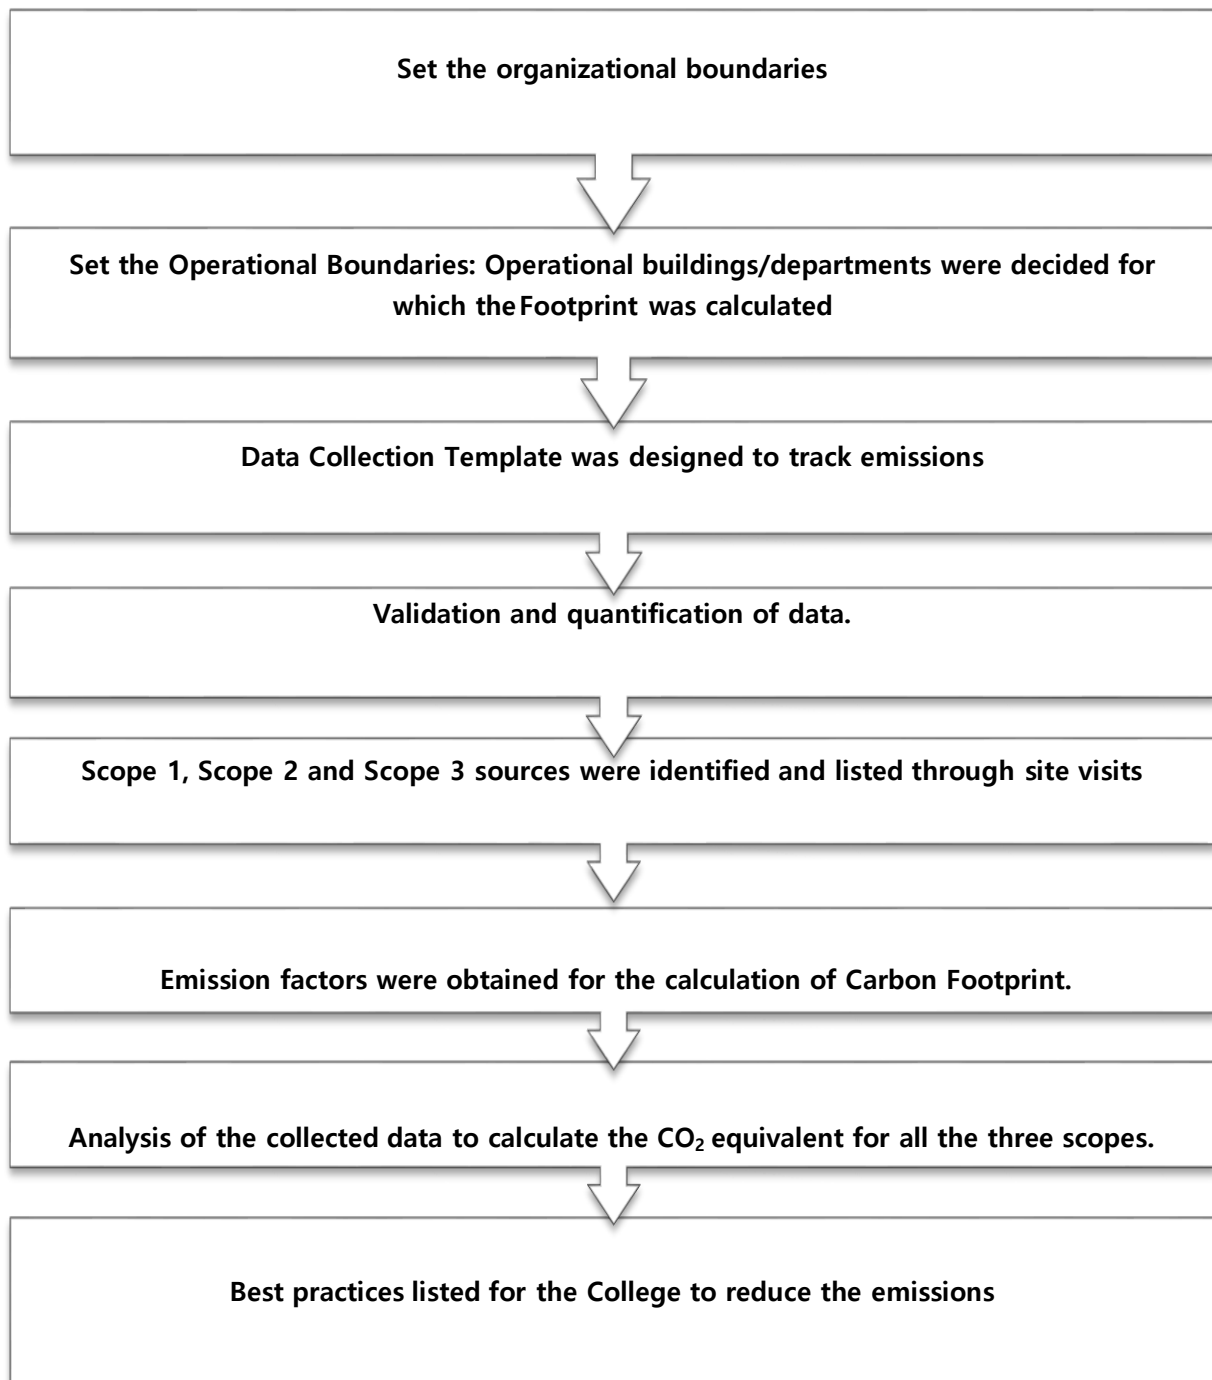 Set the organizational boundaries
Set the Operational Boundaries: Operational buildings/departments were decided for
which the Footprint was calculated
Data Collection Template was designed to track emissions
Validation and quantification of data.
Scope 1, Scope 2 and Scope 3 sources were identified and listed through site visits
Emission factors were obtained for the calculation of Carbon Footprint.
Analysis of the collected data to calculate the CO₂ equivalent for all the three scopes.
Best practices listed for the College to reduce the emissions